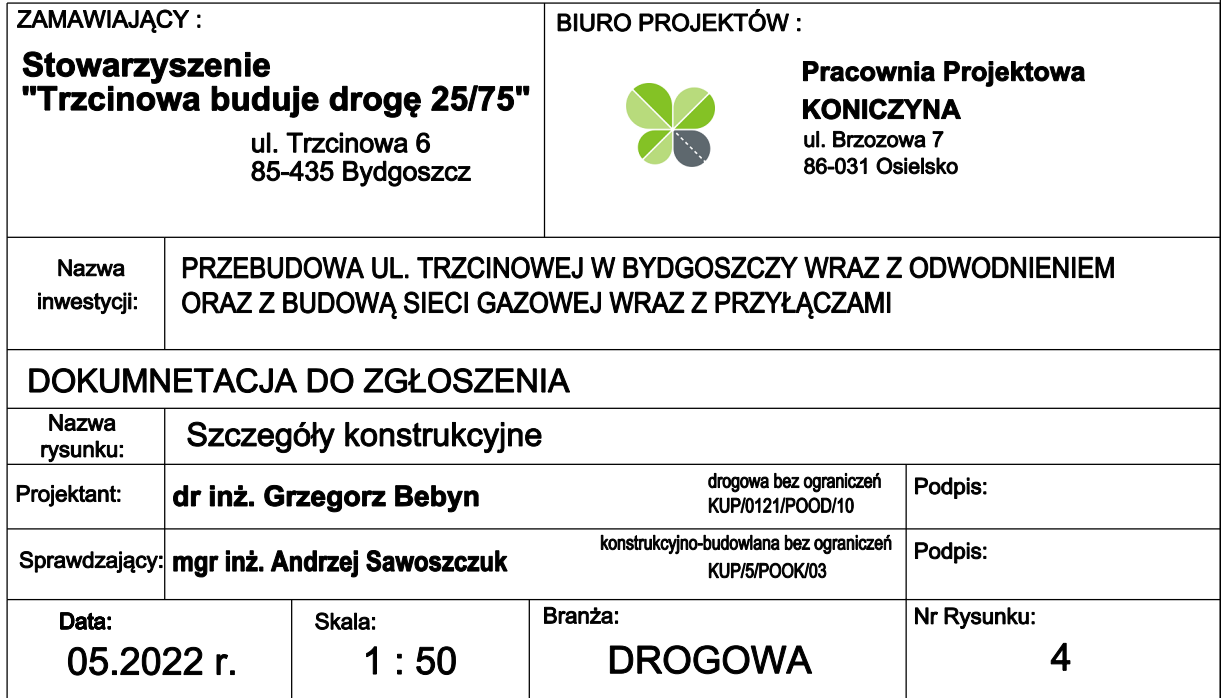 ZAMAWIAJĄCY :
Stowarzyszenie
"Trzcinowa buduje drogę 25/75"
ul. Trzcinowa 6
85-435 Bydgoszcz
BIURO PROJEKTÓW :
Pracownia Projektowa
KONICZYNA
ul. Brzozowa 7
86-031 Osielsko
Nazwa
inwestycji:
PRZEBUDOWA UL. TRZCINOWEJ W BYDGOSZCZY WRAZ Z ODWODNIENIEM
ORAZ Z BUDOWĄ SIECI GAZOWEJ WRAZ Z PRZYŁĄCZAMI
DOKUMNETACJA DO ZGŁOSZENIA
Nazwa
rysunku:
Szczegóły konstrukcyjne
Projektant:
dr inż. Grzegorz Bebyn
drogowa bez ograniczeń
KUP/0121/POOD/10
Podpis:
Sprawdzający:
mgr inż. Andrzej Sawoszczuk
konstrukcyjno-budowlana bez ograniczeń
KUP/5/POOK/03
Podpis:
Data:
05.2022 r.
Skala:
1 : 50
Branża:
DROGOWA
Nr Rysunku:
4